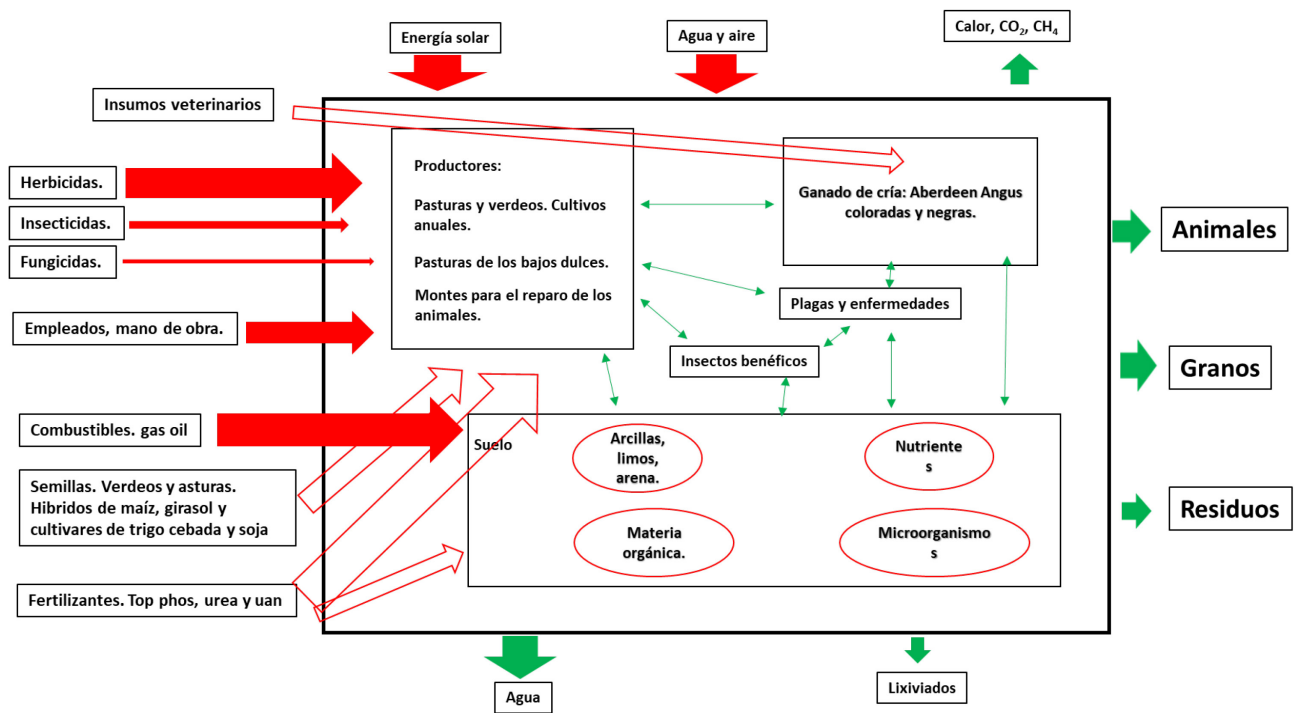 Energía solar
Agua y aire
Calor, CO₂, CH₄
Insumos veterinarios
Herbicidas.
Insecticidas.
Fungicidas.
Empleados, mano de obra.
Combustibles. gas oil
Semillas. Verdeos y asturas.
Hibridos de maíz, girasol y
cultivares de trigo cebada y soja
Fertilizantes. Top phos, urea y uan
Productores:
Pasturas y verdeos. Cultivos
anuales.
Pasturas de los bajos dulces.
Montes para el reparo de los
animales.
Ganado de cría: Aberdeen Angus
coloradas y negras.
Plagas y enfermedades
Insectos benéficos
Suelo
Arcillas,
limos,
arena.
Nutriente
s
Materia
orgánica.
Microorganismo
s
Animales
Granos
Residuos
Agua
Lixiviados